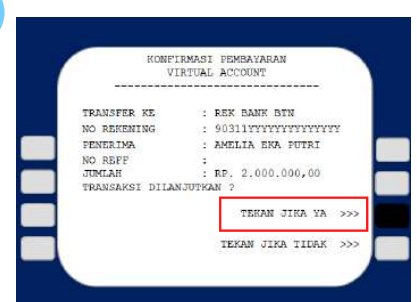 KONFIRMASI PEMBAYARAN
VIRTUAL ACCOUNT
--------------------------------
TRANSFER KE : REK BANK BTN
NO REKENING : 90311YYYYYYYYYYYYY
PENERIMA : AMELIA EKA PUTRI
NO REFF :
JUMLAH : RP. 2.000.000,00
TRANSAKSI DILANJUTKAN ?
TEKAN JIKA YA >>>
TEKAN JIKA TIDAK >>>